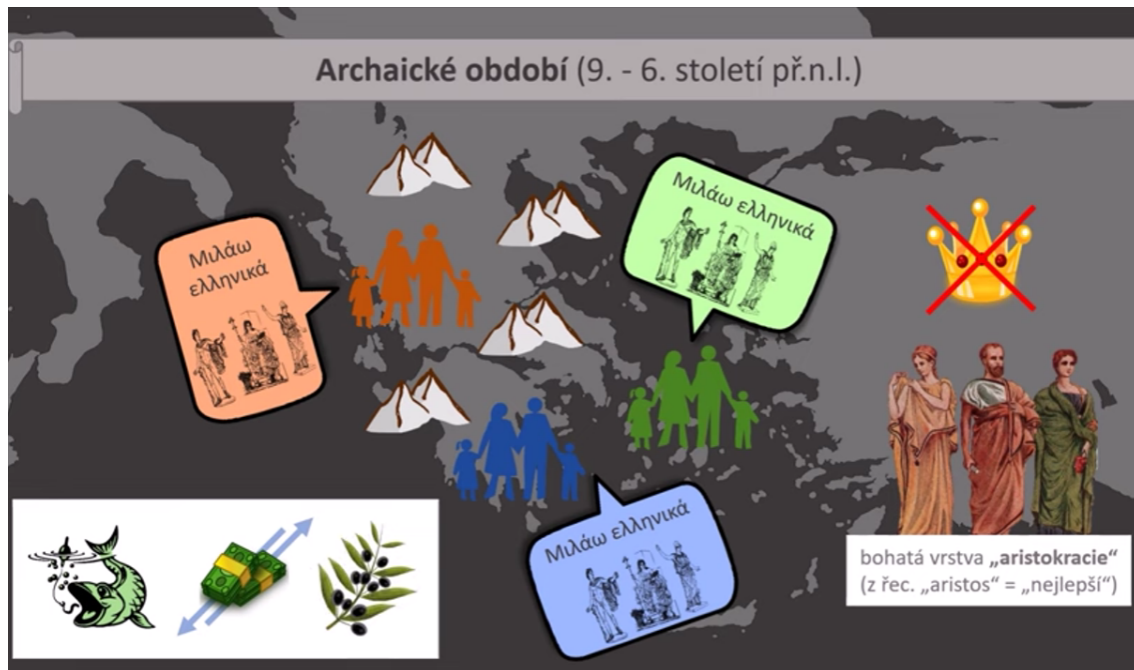 Archaické období (9. - 6. století př.n.l.)
Μιλάω
ελληνικά
Μιλάω ελληνικά
Μιλάω ελληνικά
bohatá vrstva „aristokracie“
(z řec. „aristos“ = „nejlepší“)